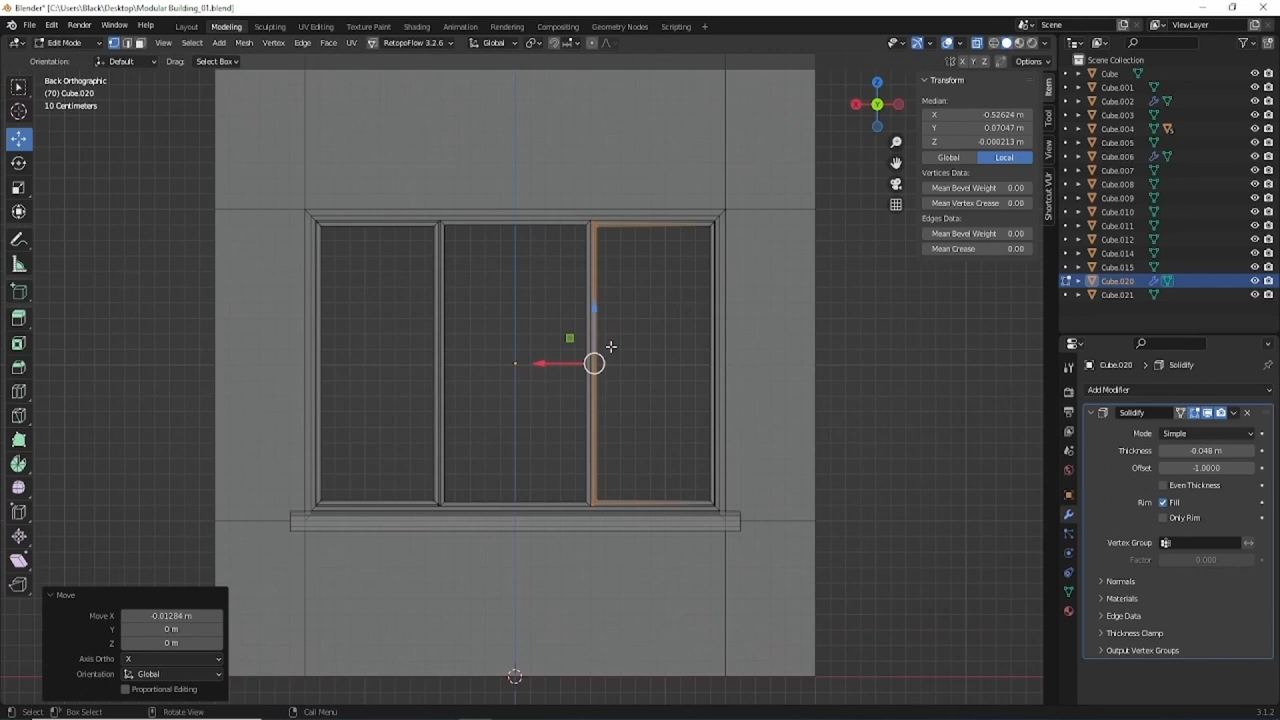 Blender* [C:\Users\Black\Desktop\Modular Building_01.blend]
File Edit Render Window Help Layout Modeling Sculpting UV Editing Texture Paint Shading Animation Rendering Compositing Geometry Nodes Scripting + Scene ViewLayer
Edit Mode View Select Add Mesh Vertex Edge Face UV RetopoFlow 3.2.6 Global
Orientation: Default Drag: Select Box X Y Z Options
Back Orthographic
(70) Cube.020
10 Centimeters
Z
X
Y
Transform
Median:
X -0.52624 m
Y 0.07047 m
Z -0.000213 m
Global Local
Vertices Data:
Mean Bevel Weight 0.00
Mean Vertex Crease 0.00
Edges Data:
Mean Bevel Weight 0.00
Mean Crease 0.00
Item
Tool
View
Shortcut VUr
Scene Collection
Cube
Cube.001
Cube.002
Cube.003
Cube.004
Cube.005
Cube.006
Cube.007
Cube.008
Cube.009
Cube.010
Cube.011
Cube.012
Cube.014
Cube.015
Cube.020
Cube.021
Cube.020 > Solidify
Add Modifier
Solidify
Mode Simple
Thickness -0.048 m
Offset -1.0000
Even Thickness
Rim Fill
Only Rim
Vertex Group
Factor 0.000
Normals
Materials
Edge Data
Thickness Clamp
Output Vertex Groups
Move
Move X -0.01284 m
Y 0 m
Z 0 m
Axis Ortho X
Orientation Global
Proportional Editing
Select Box Select Rotate View Call Menu 3.1.2